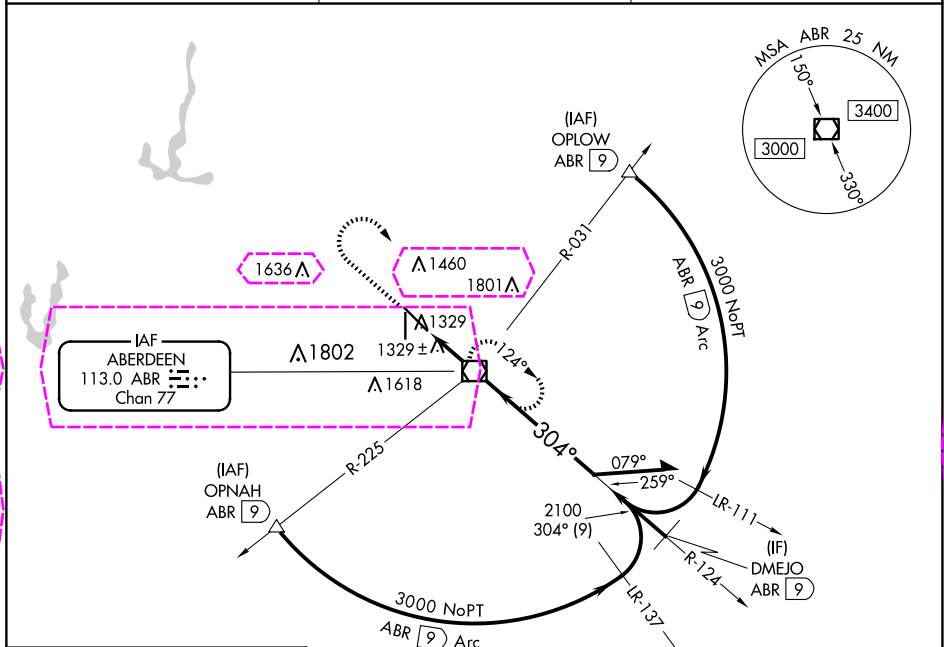 MSA ABR 25 NM
150°
3400
3000
330°
(IAF)
OPLOW
ABR 9
R-031
3000 NoPT
ABR 9 Arc
1636
1460
1801
1329
1329 ±
IAF
ABERDEEN
113.0 ABR
Chan 77
1802
1618
124°
304°
R-225
(IAF)
OPNAH
ABR 9
079°
259°
LR-111
2100
304° (9)
(IF)
DMEJO
ABR 9
R-124
LR-137
3000 NoPT
ABR 9 Arc